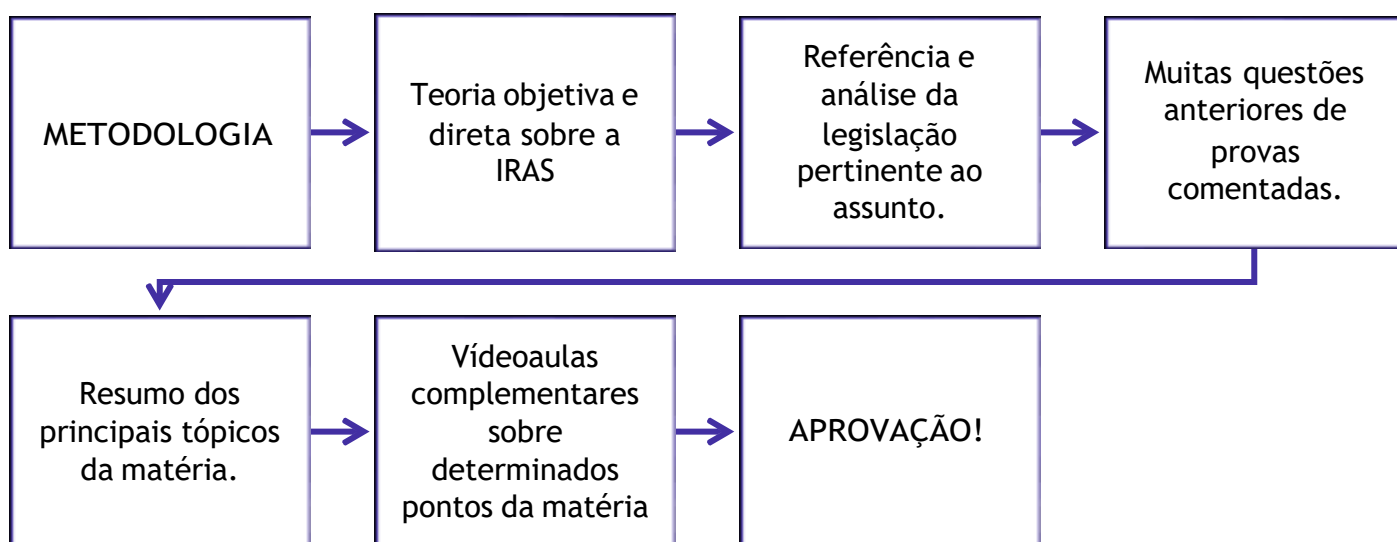 METODOLOGIA
Teoria objetiva e
direta sobre a
IRAS
Referência e
análise da
legislação
pertinente ao
assunto.
Muitas questões
anteriores de
provas
comentadas.
Resumo dos
principais tópicos
da matéria.
Vídeoaulas
complementares
sobre
determinados
pontos da matéria
APROVAÇÃO!